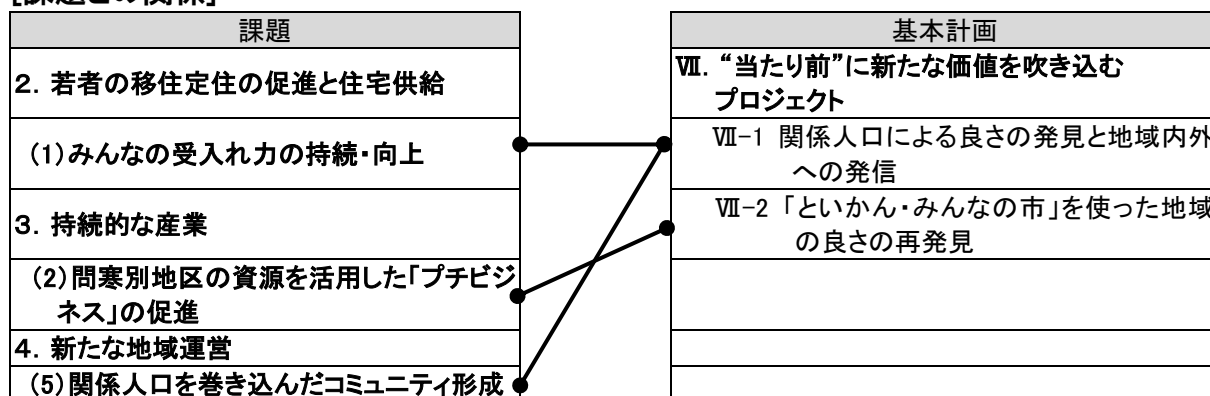 [課題との関係]
課題
2．若者の移住定住の促進と住宅供給
(1)みんなの受入れ力の持続・向上
3．持続的な産業
(2)問寒別地区の資源を活用した「プチビジ
ネス」の促進
4．新たな地域運営
(5)関係人口を巻き込んだコミュニティ形成
基本計画
Ⅶ．“当たり前”に新たな価値を吹き込む
プロジェクト
Ⅶ-1 関係人口による良さの発見と地域内外
への発信
Ⅶ-2 「といかん・みんなの市」を使った地域
の良さの再発見